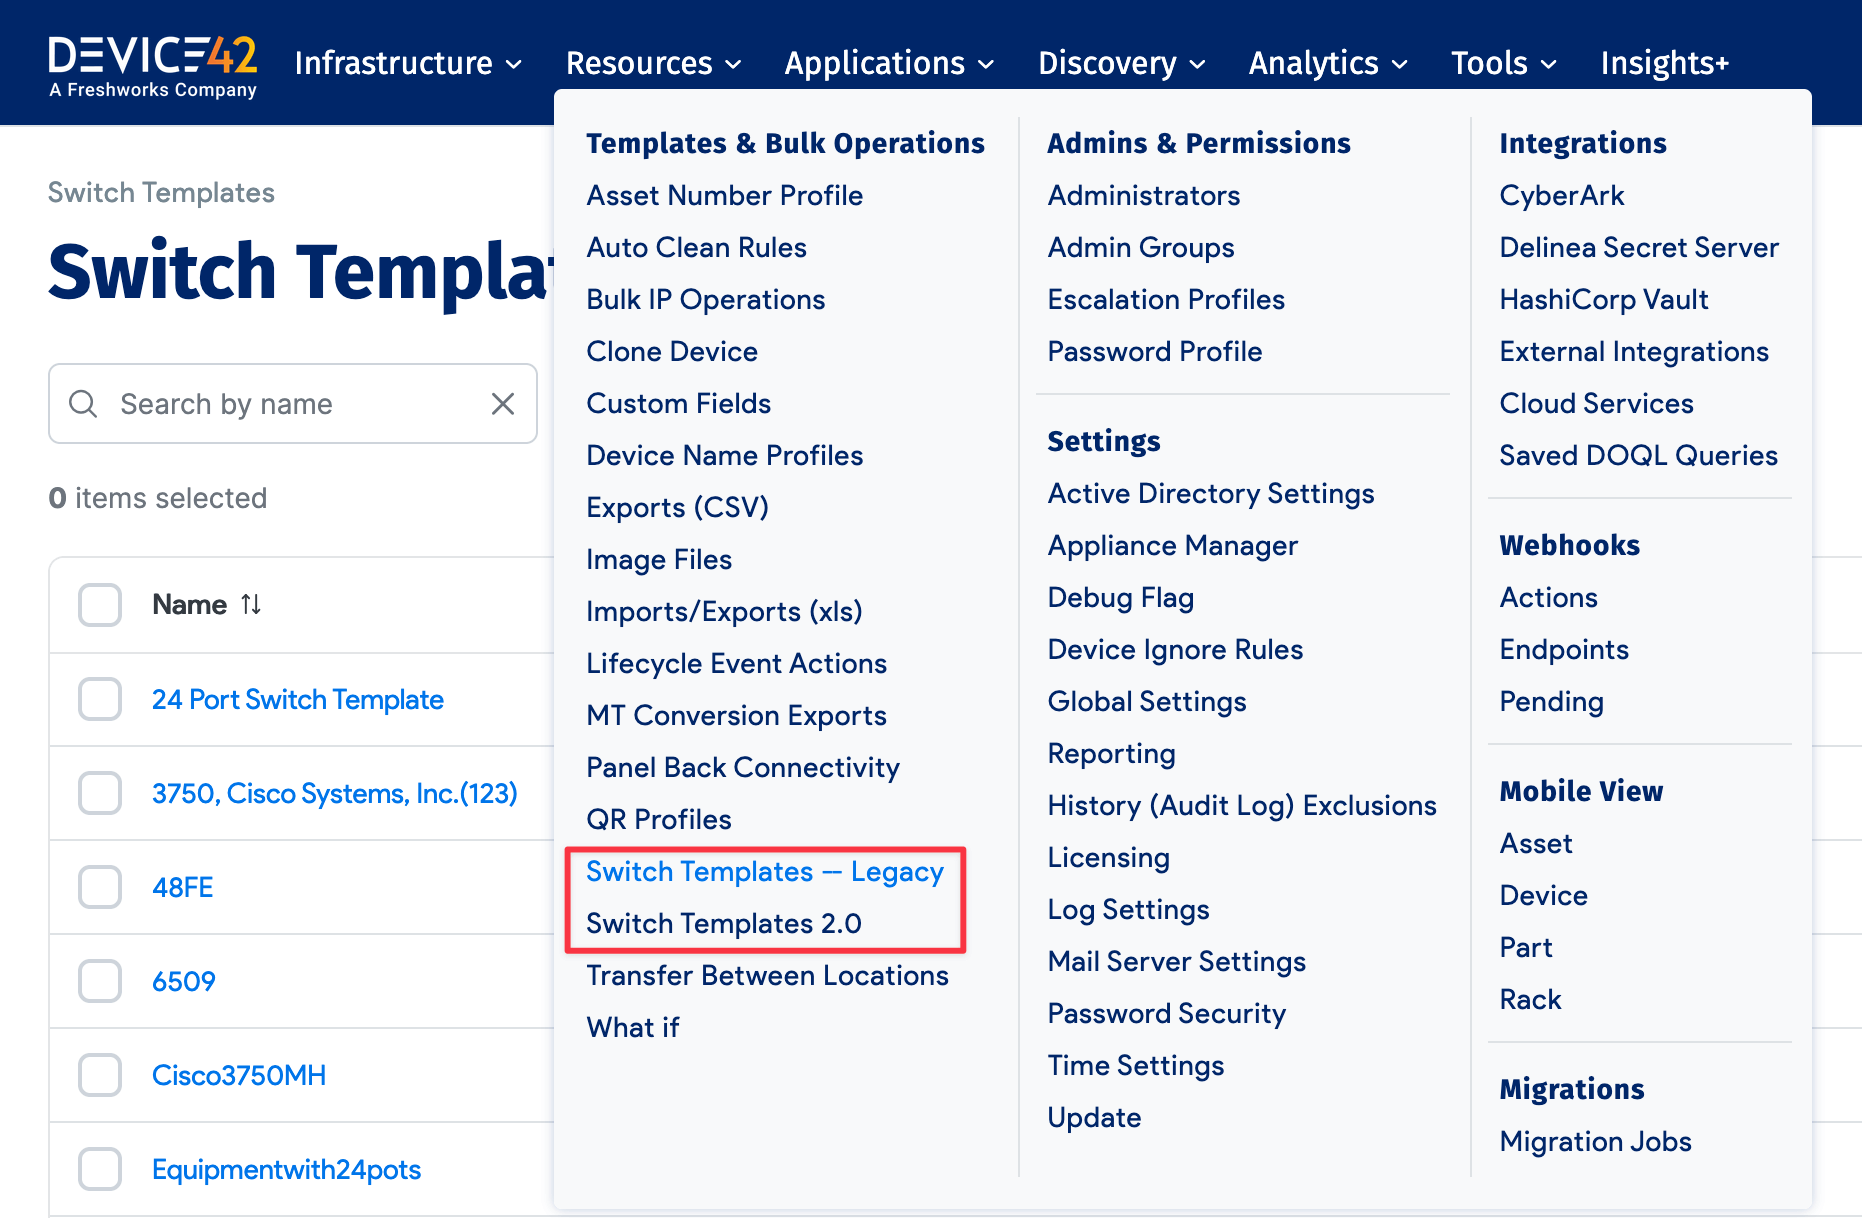 DEVICE42
A Freshworks Company
Infrastructure
Resources
Applications
Discovery
Analytics
Tools
Insights+
Switch Templates
Switch Templat
Search by name
0 items selected
Name
24 Port Switch Template
3750, Cisco Systems, Inc.(123)
48FE
6509
Cisco3750MH
Equipmentwith24pots
Templates & Bulk Operations
Asset Number Profile
Auto Clean Rules
Bulk IP Operations
Clone Device
Custom Fields
Device Name Profiles
Exports (CSV)
Image Files
Imports/Exports (xls)
Lifecycle Event Actions
MT Conversion Exports
Panel Back Connectivity
QR Profiles
Switch Templates -- Legacy
Switch Templates 2.0
Transfer Between Locations
What if
Admins & Permissions
Administrators
Admin Groups
Escalation Profiles
Password Profile
Settings
Active Directory Settings
Appliance Manager
Debug Flag
Device Ignore Rules
Global Settings
Reporting
History (Audit Log) Exclusions
Licensing
Log Settings
Mail Server Settings
Password Security
Time Settings
Update
Integrations
CyberArk
Delinea Secret Server
HashiCorp Vault
External Integrations
Cloud Services
Saved DOQL Queries
Webhooks
Actions
Endpoints
Pending
Mobile View
Asset
Device
Part
Rack
Migrations
Migration Jobs